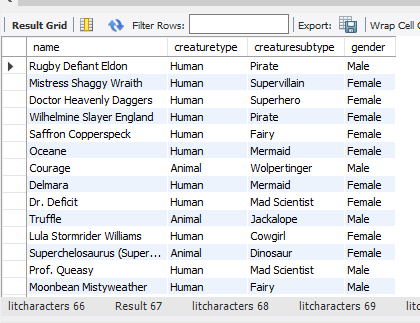 Result Grid Filter Rows: Export: Wrap Cell C
name creaturetype creaturesubtype gender
Rugby Defiant Eldon Human Pirate Male
Mistress Shaggy Wraith Human Supervillain Female
Doctor Heavenly Daggers Human Superhero Female
Wilhelmine Slayer England Human Pirate Female
Saffron Copperspeck Human Fairy Female
Oceane Human Mermaid Female
Courage Animal Wolpertinger Male
Delmara Human Mermaid Female
Dr. Deficit Human Mad Scientist Female
Truffle Animal Jackalope Male
Lula Stormrider Williams Human Cowgirl Female
Superchelosaurus (Super... Animal Dinosaur Female
Prof. Queasy Human Mad Scientist Male
Moonbean Mistyweather Human Fairy Male
litcharacters 66 Result 67 litcharacters 68 litcharacters 69